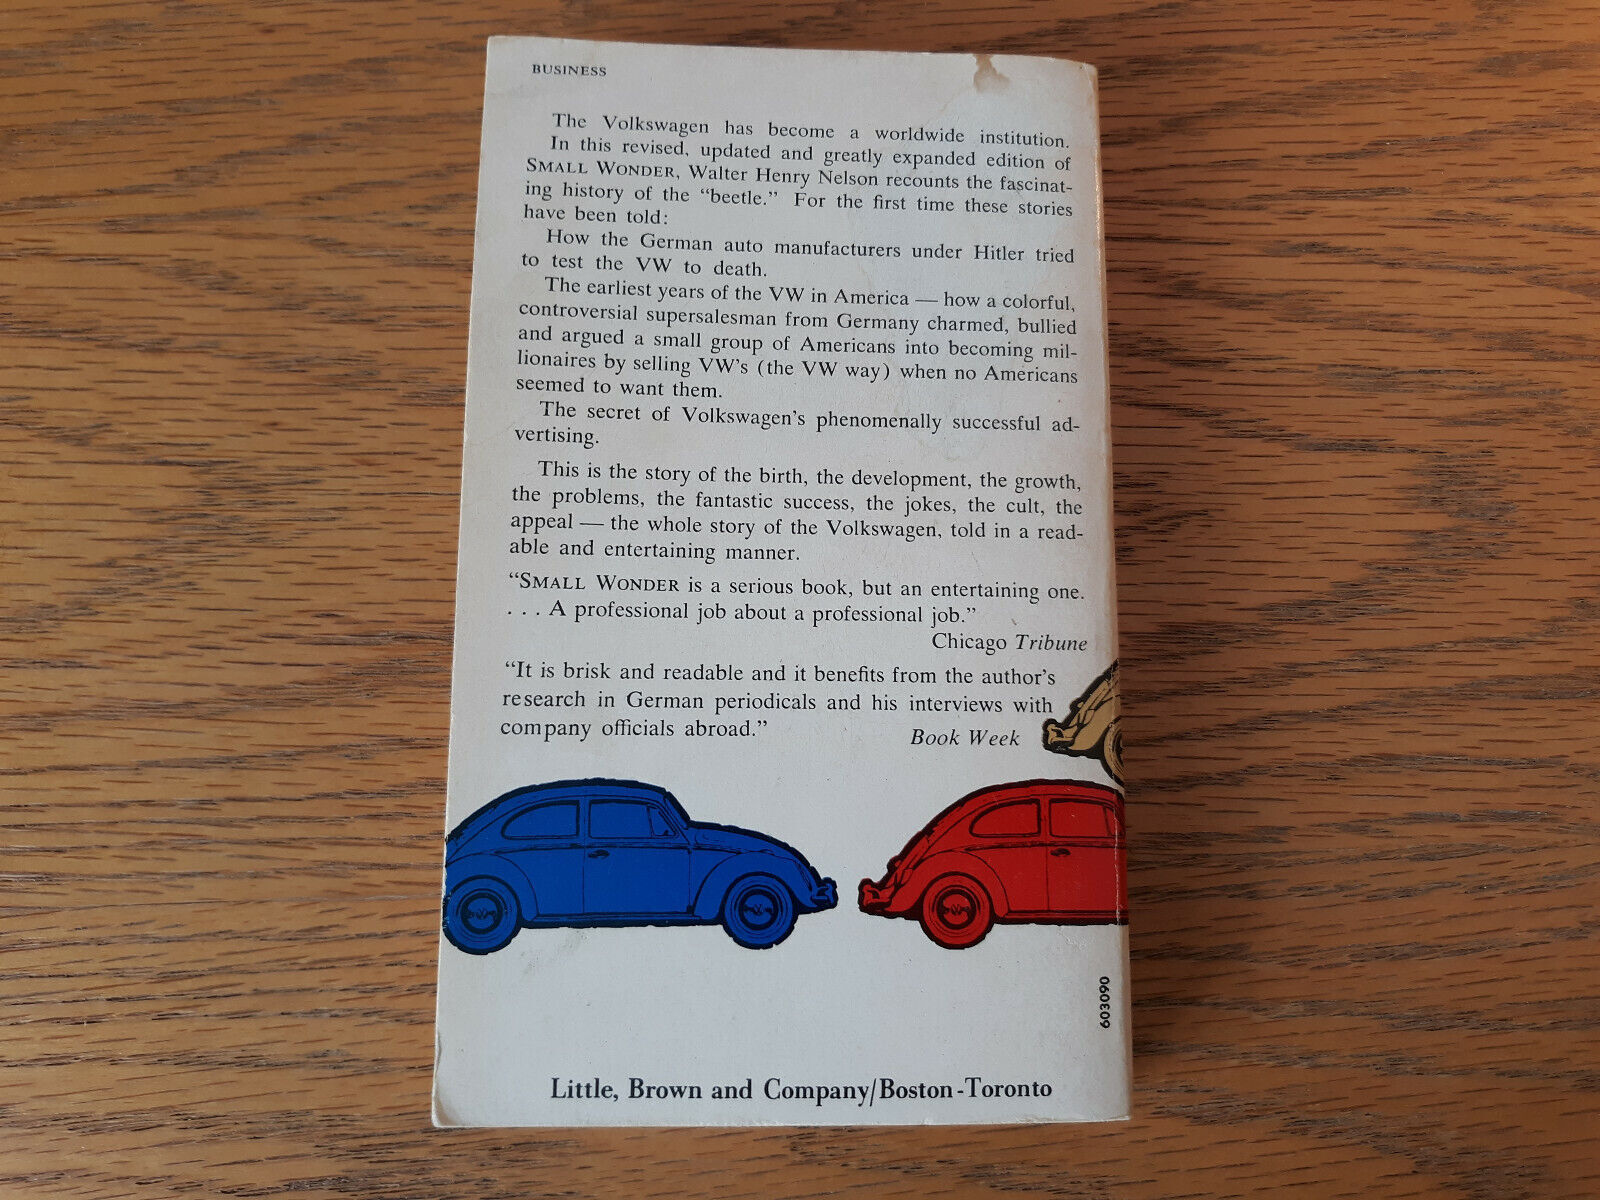 BUSINESS
The Volkswagen has become a worldwide institution.
In this revised, updated and greatly expanded edition of
SMALL WONDER, Walter Henry Nelson recounts the fascinat-
ing history of the “beetle.” For the first time these stories
have been told:
How the German auto manufacturers under Hitler tried
to test the VW to death.
The earliest years of the VW in America — how a colorful,
controversial supersalesman from Germany charmed, bullied
and argued a small group of Americans into becoming mil-
lionaires by selling VW's (the VW way) when no Americans
seemed to want them.
The secret of Volkswagen's phenomenally successful ad-
vertising.
This is the story of the birth, the development, the growth,
the problems, the fantastic success, the jokes, the cult, the
appeal — the whole story of the Volkswagen, told in a read-
able and entertaining manner.
“SMALL WONDER is a serious book, but an entertaining one.
. . . A professional job about a professional job.”
Chicago Tribune
“It is brisk and readable and it benefits from the author's
research in German periodicals and his interviews with
company officials abroad.”
Book Week
603090
Little, Brown and Company/Boston-Toronto